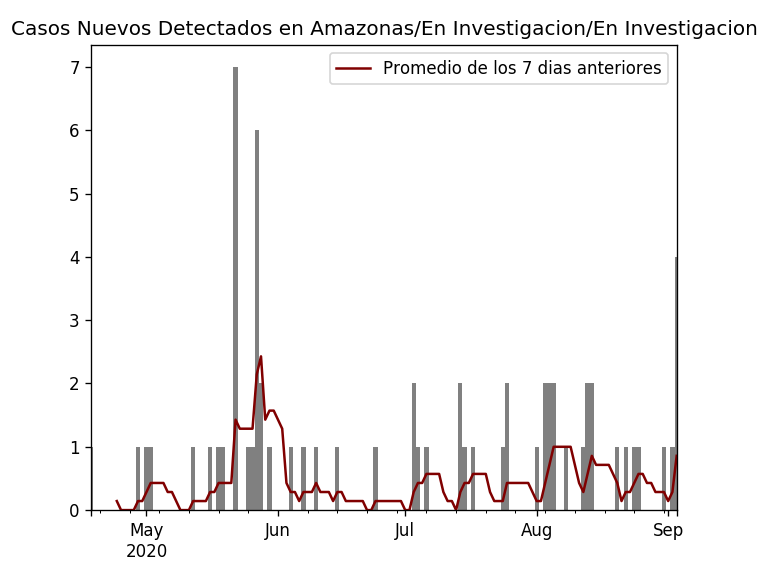 Casos Nuevos Detectados en Amazonas/En Investigacion/En Investigacion
Promedio de los 7 dias anteriores
7
6
5
4
3
2
1
0
May
2020
Jun
Jul
Aug
Sep